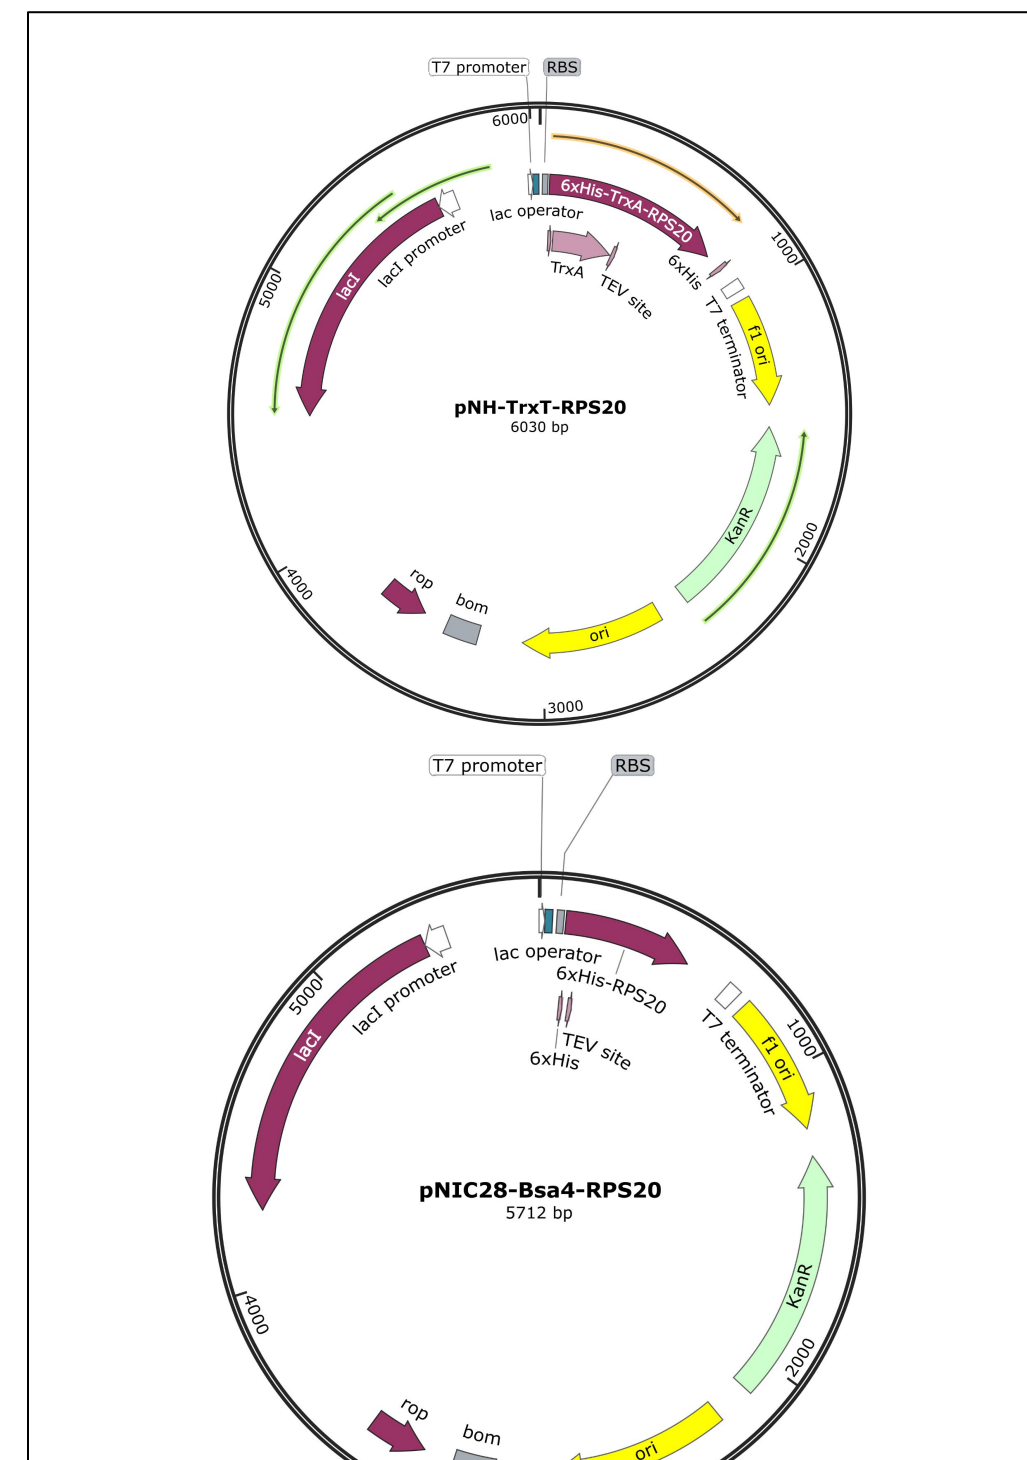 T7 promoter
RBS
6000
6xHis-TrxA-RPS20
lac operator
lacI promoter
lacI
TrxA
TEV site
6xHis
T7 terminator
1000
f1 ori
5000
pNH-TrxT-RPS20
6030 bp
KanR
2000
4000
rop
bom
ori
3000
T7 promoter
RBS
lac operator
6xHis-RPS20
lacI promoter
lacI
5000
6xHis
TEV site
T7 terminator
1000
f1 ori
pNIC28-Bsa4-RPS20
5712 bp
KanR
4000
2000
rop
bom
ori